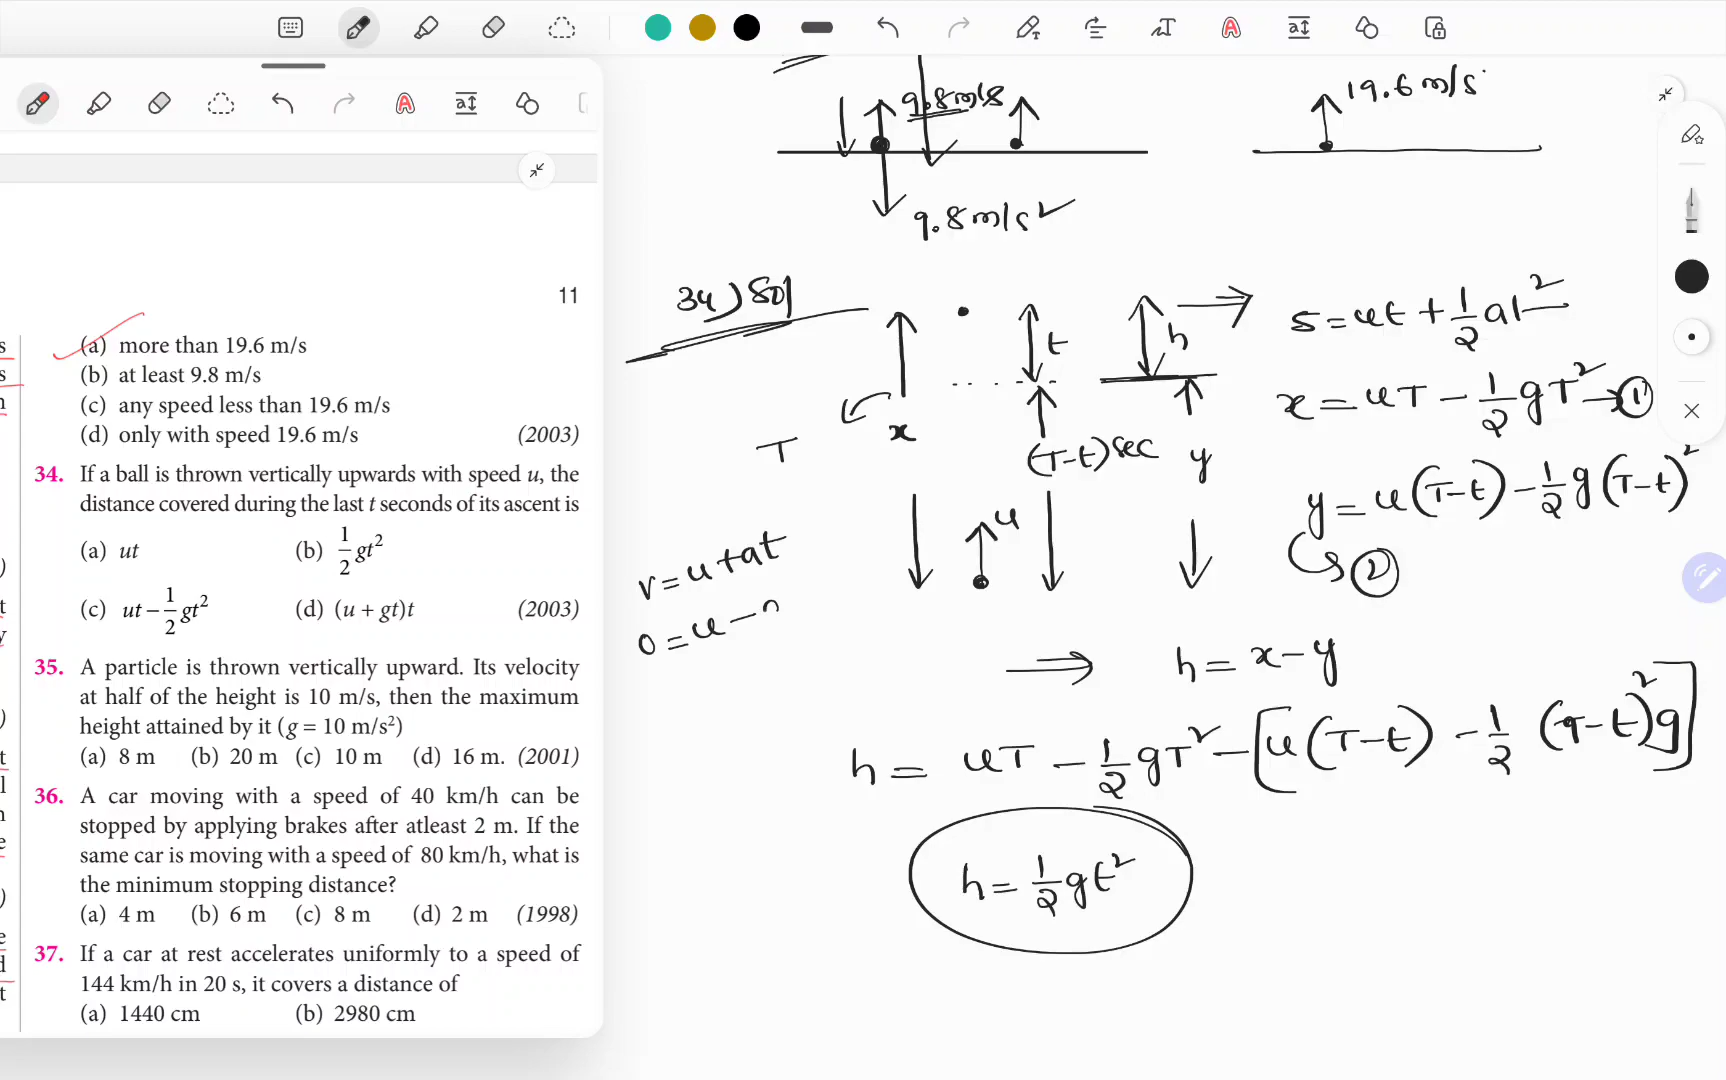 11
(a) more than 19.6 m/s
(b) at least 9.8 m/s
(c) any speed less than 19.6 m/s
(d) only with speed 19.6 m/s (2003)
34. If a ball is thrown vertically upwards with speed u, the
distance covered during the last t seconds of its ascent is
(a) ut (b) 1/2 gt²
(c) ut – 1/2 gt² (d) (u + gt)t (2003)
35. A particle is thrown vertically upward. Its velocity
at half of the height is 10 m/s, then the maximum
height attained by it (g = 10 m/s²)
(a) 8 m (b) 20 m (c) 10 m (d) 16 m. (2001)
36. A car moving with a speed of 40 km/h can be
stopped by applying brakes after atleast 2 m. If the
same car is moving with a speed of 80 km/h, what is
the minimum stopping distance?
(a) 4 m (b) 6 m (c) 8 m (d) 2 m (1998)
37. If a car at rest accelerates uniformly to a speed of
144 km/h in 20 s, it covers a distance of
(a) 1440 cm (b) 2980 cm
9.8 m/s
19.6 m/s
9.8 m/s²
34) Sol
t
h
x
T
(T-t) sec
y
u
v = u + at
0 = u –
s = ut + 1/2 at²
x = uT – 1/2 gT² → ①
y = u(T-t) – 1/2 g(T-t)²
②
h = x – y
h = uT – 1/2 gT² – [u(T-t) – 1/2 (T-t)² g]
h = 1/2 gt²